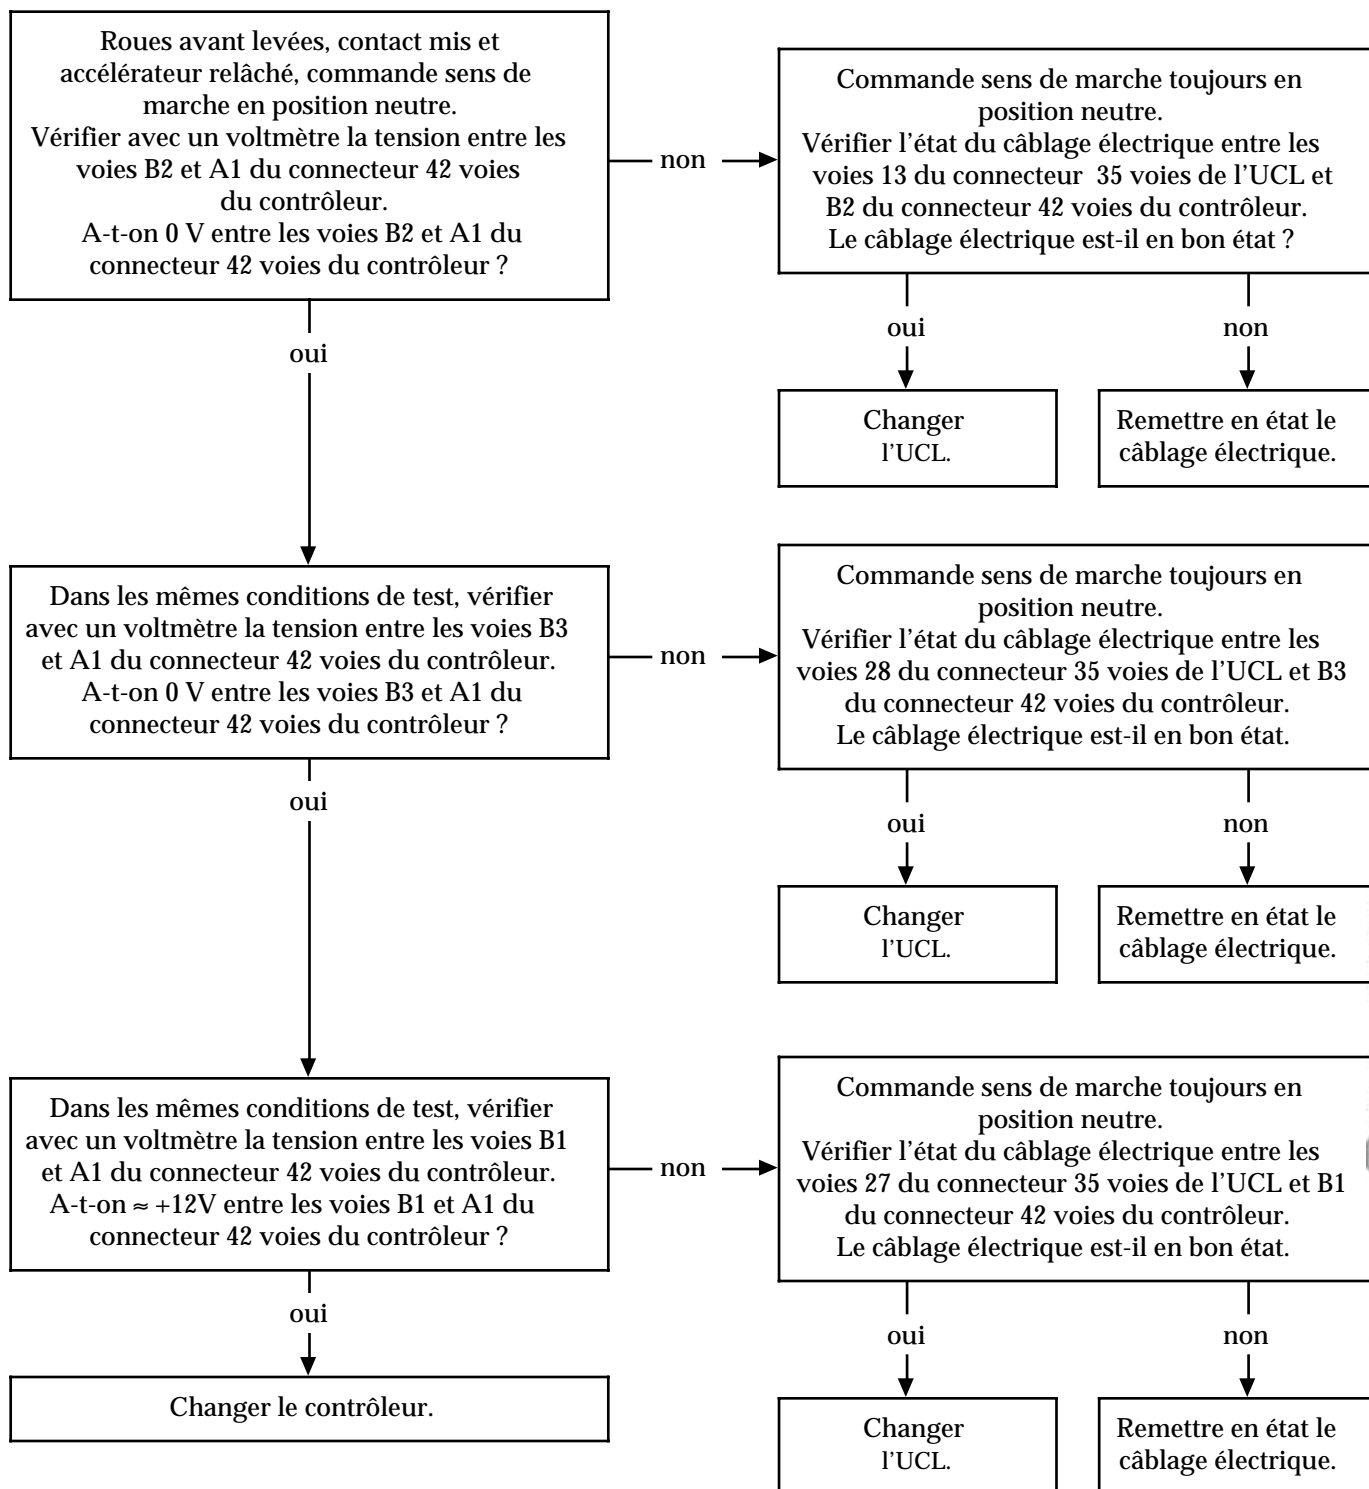 Roues avant levées, contact mis et
accélérateur relâché, commande sens de
marche en position neutre.
Vérifier avec un voltmètre la tension entre les
voies B2 et A1 du connecteur 42 voies
du contrôleur.
A-t-on 0 V entre les voies B2 et A1 du
connecteur 42 voies du contrôleur ?
non
Commande sens de marche toujours en
position neutre.
Vérifier l'état du câblage électrique entre les
voies 13 du connecteur 35 voies de l'UCL et
B2 du connecteur 42 voies du contrôleur.
Le câblage électrique est-il en bon état ?
oui
non
oui
Changer
l'UCL.
Remettre en état le
câblage électrique.
Dans les mêmes conditions de test, vérifier
avec un voltmètre la tension entre les voies B3
et A1 du connecteur 42 voies du contrôleur.
A-t-on 0 V entre les voies B3 et A1 du
connecteur 42 voies du contrôleur ?
non
Commande sens de marche toujours en
position neutre.
Vérifier l'état du câblage électrique entre les
voies 28 du connecteur 35 voies de l'UCL et B3
du connecteur 42 voies du contrôleur.
Le câblage électrique est-il en bon état.
oui
oui
non
Changer
l'UCL.
Remettre en état le
câblage électrique.
Dans les mêmes conditions de test, vérifier
avec un voltmètre la tension entre les voies B1
et A1 du connecteur 42 voies du contrôleur.
A-t-on ≈ +12V entre les voies B1 et A1 du
connecteur 42 voies du contrôleur ?
non
Commande sens de marche toujours en
position neutre.
Vérifier l'état du câblage électrique entre les
voies 27 du connecteur 35 voies de l'UCL et B1
du connecteur 42 voies du contrôleur.
Le câblage électrique est-il en bon état.
oui
oui
non
Changer le contrôleur.
Changer
l'UCL.
Remettre en état le
câblage électrique.